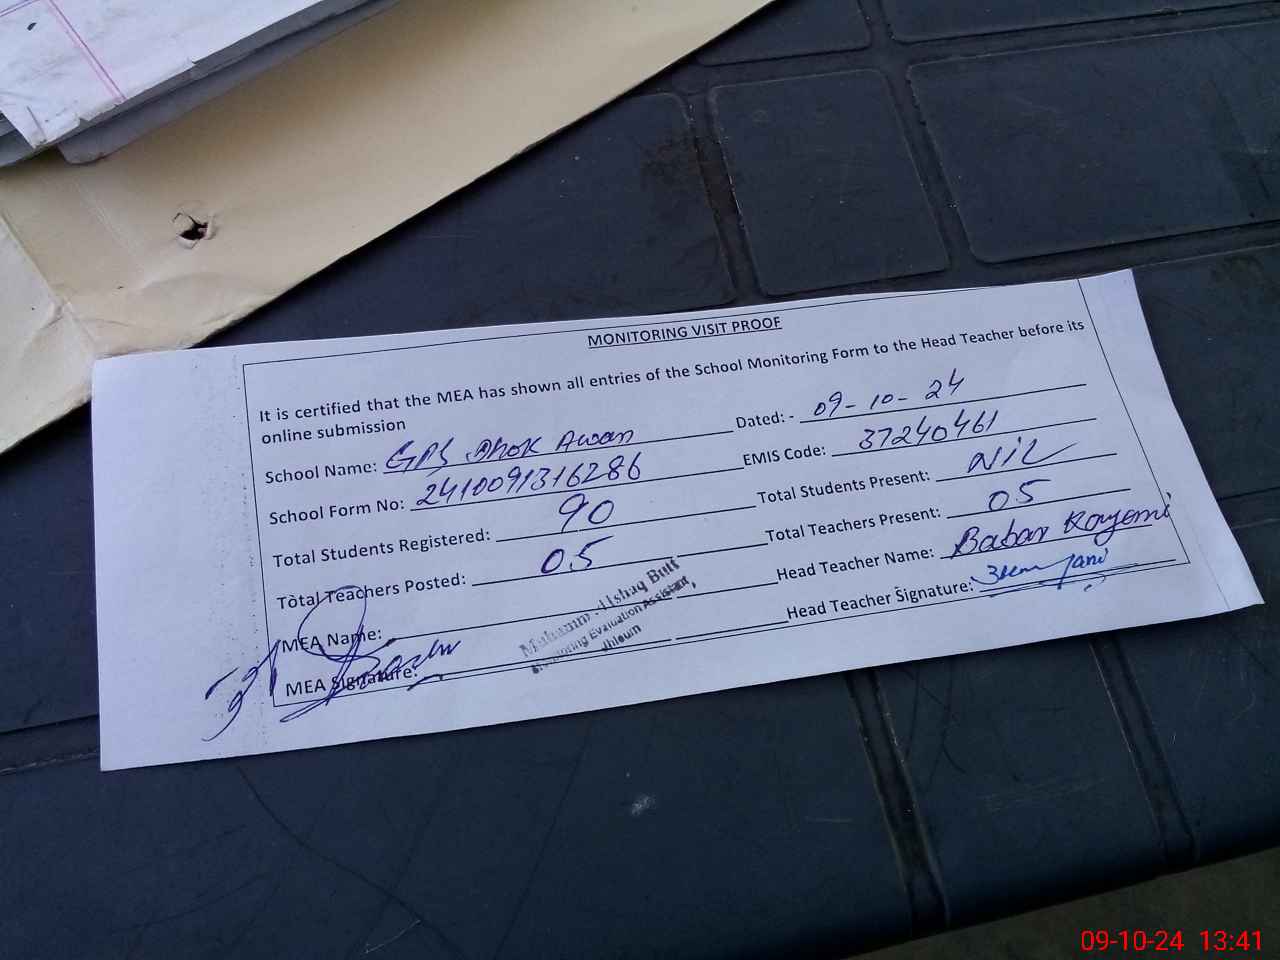 MONITORING VISIT PROOF
It is certified that the MEA has shown all entries of the School Monitoring Form to the Head Teacher before its
online submission
Dated: - 09-10-24
School Name: GPS Dhok Awan
EMIS Code: 37240461
School Form No: 2410091316286
Total Students Present: Nil
Total Students Registered: 90
Total Teachers Present: 05
Total Teachers Posted: 05
Head Teacher Name: Babar
MEA Name:
Ishaq Butt
Monitoring Evaluation Assistant,
Jhleum
Head Teacher Signature:
MEA Signature:
09-10-24 13:41